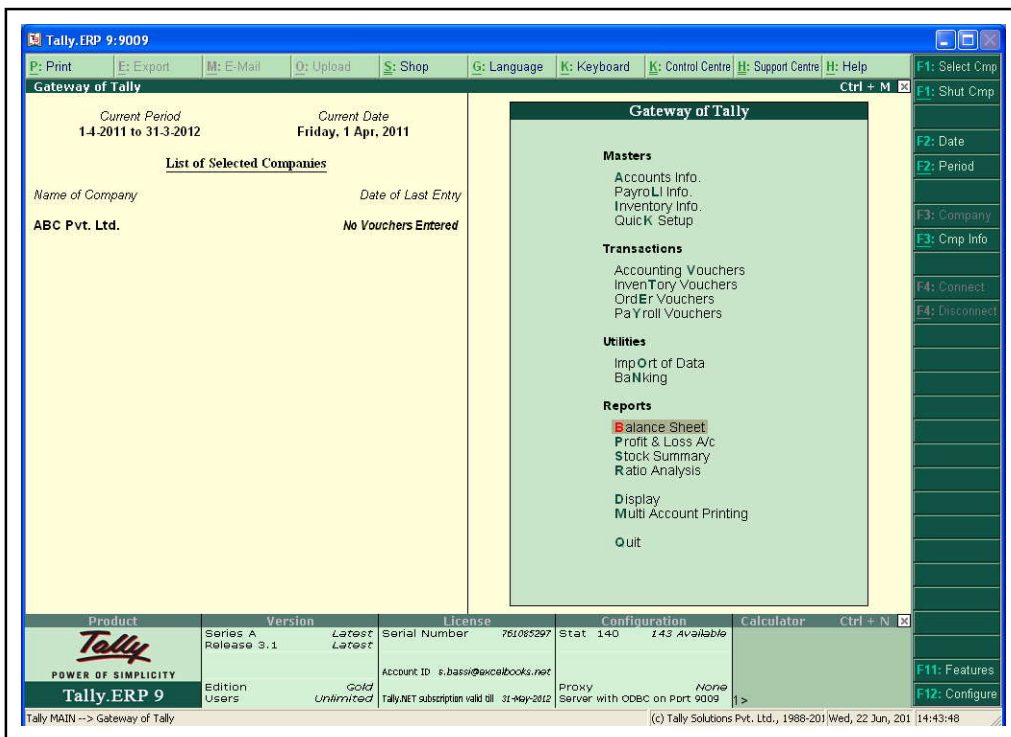 Tally.ERP 9:9009
P: Print E: Export M: E-Mail O: Upload S: Shop G: Language K: Keyboard K: Control Centre H: Support Centre H: Help
Gateway of Tally Ctrl + M
Current Period Current Date
1-4-2011 to 31-3-2012 Friday, 1 Apr, 2011
List of Selected Companies
Name of Company Date of Last Entry
ABC Pvt. Ltd. No Vouchers Entered
Gateway of Tally
Masters
Accounts Info.
PayroLl Info.
Inventory Info.
QuicK Setup
Transactions
Accounting Vouchers
InvenTory Vouchers
OrdEr Vouchers
PaYroll Vouchers
Utilities
ImpOrt of Data
BaNking
Reports
Balance Sheet
Profit & Loss A/c
Stock Summary
Ratio Analysis
Display
Multi Account Printing
Quit
F1: Select Cmp
F1: Shut Cmp
F2: Date
F2: Period
F3: Company
F3: Cmp Info
F4: Connect
F4: Disconnect
F11: Features
F12: Configure
Product Version License Configuration Calculator Ctrl + N
Tally
POWER OF SIMPLICITY
Tally.ERP 9
Series A Latest
Release 3.1 Latest
Edition Gold
Users Unlimited
Serial Number 761085297
Account ID s.bassi@excelbooks.net
Tally.NET subscription valid till 31-May-2012
Stat 140 143 Available
Proxy None
Server with ODBC on Port 9009
1>
Tally MAIN --> Gateway of Tally (c) Tally Solutions Pvt. Ltd., 1988-201 Wed, 22 Jun, 201 14:43:48